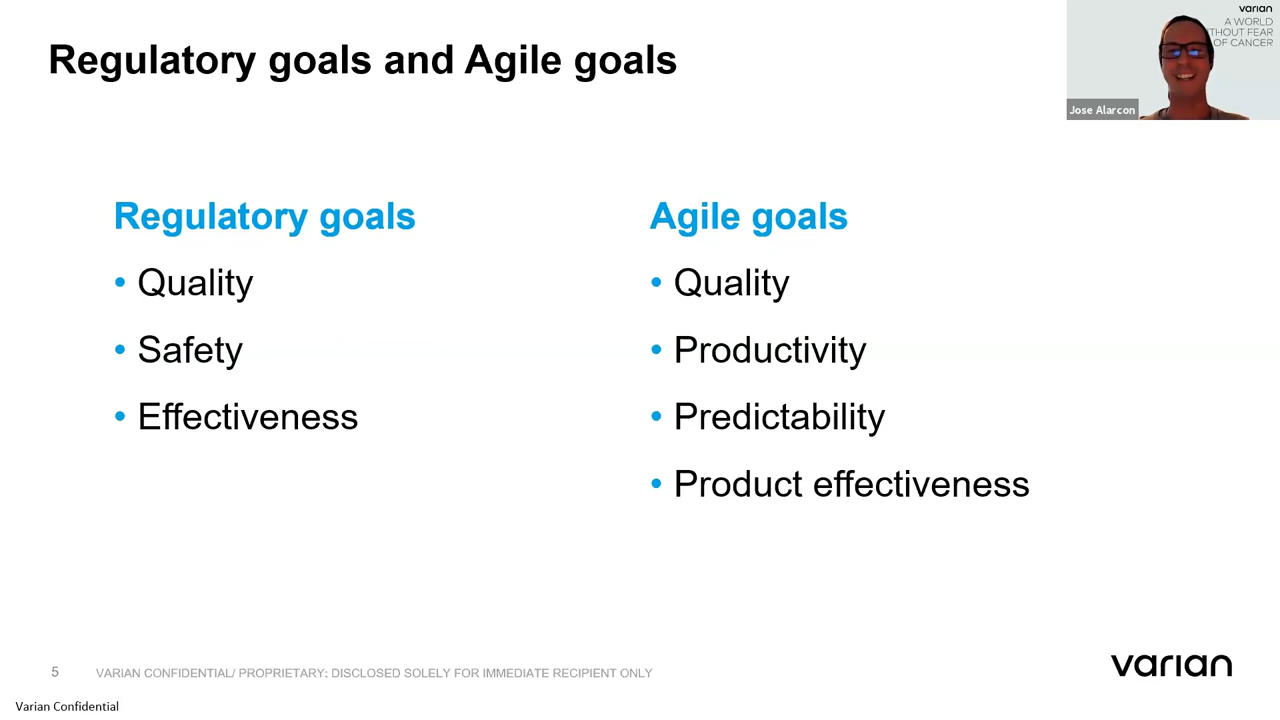 Regulatory goals and Agile goals
varian
A WORLD
THOUT FEAR
OF CANCER
Jose Alarcon
Regulatory goals
• Quality
• Safety
• Effectiveness
Agile goals
• Quality
• Productivity
• Predictability
• Product effectiveness
5
VARIAN CONFIDENTIAL/ PROPRIETARY: DISCLOSED SOLELY FOR IMMEDIATE RECIPIENT ONLY
varian
Varian Confidential